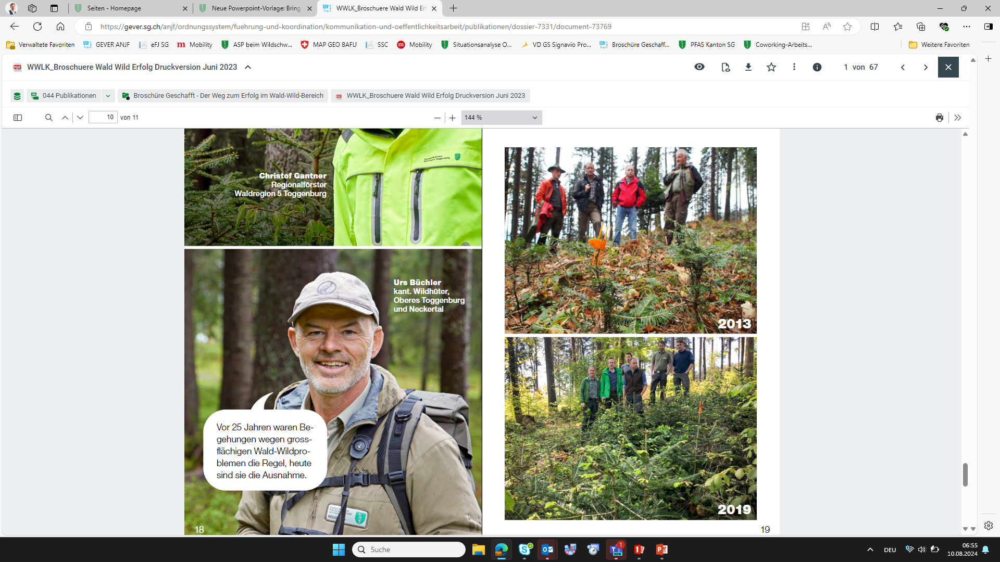 Seiten - Homepage
Neue Powerpoint-Vorlage: Bring
WWLK_Broschuere Wald Wild Erf
https://gever.sg.ch/anjf/ordnungssystem/fuehrung-und-koordination/kommunikation-und-oeffentlichkeitsarbeit/publikationen/dossier-7331/document-73769
Verwaltete Favoriten
GEVER ANJF
eFJ SG
Mobility
ASP beim Wildschw...
MAP GEO BAFU
SSC
Mobility
Situationsanalyse O...
VD GS Signavio Pro...
Broschüre Geschaff...
PFAS Kanton SG
Coworking-Arbeits...
Weitere Favoriten
WWLK_Broschuere Wald Wild Erfolg Druckversion Juni 2023
1 von 67
044 Publikationen
Broschüre Geschafft - Der Weg zum Erfolg im Wald-Wild-Bereich
WWLK_Broschuere Wald Wild Erfolg Druckversion Juni 2023
10 von 11
144 %
Christof Gantner
Regionalförster
Waldregion 5 Toggenburg
Urs Büchler
kant. Wildhüter,
Oberes Toggenburg
und Neckertal
Vor 25 Jahren waren Be-
gehungen wegen gross-
flächigen Wald-Wildpro-
blemen die Regel, heute
sind sie die Ausnahme.
18
2013
2019
19
Suche
DEU
06:55
10.08.2024